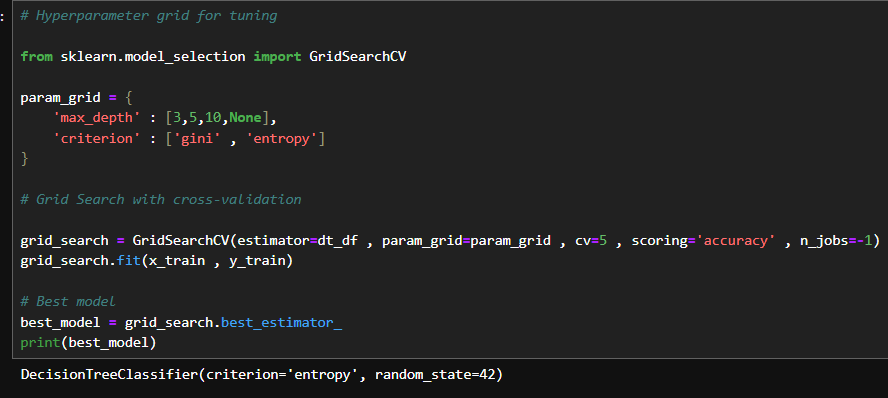 :
# Hyperparameter grid for tuning
from sklearn.model_selection import GridSearchCV
param_grid = {
    'max_depth' : [3,5,10,None],
    'criterion' : ['gini' , 'entropy']
}
# Grid Search with cross-validation
grid_search = GridSearchCV(estimator=dt_df , param_grid=param_grid , cv=5 , scoring='accuracy' , n_jobs=-1)
grid_search.fit(x_train , y_train)
# Best model
best_model = grid_search.best_estimator_
print(best_model)
DecisionTreeClassifier(criterion='entropy', random_state=42)